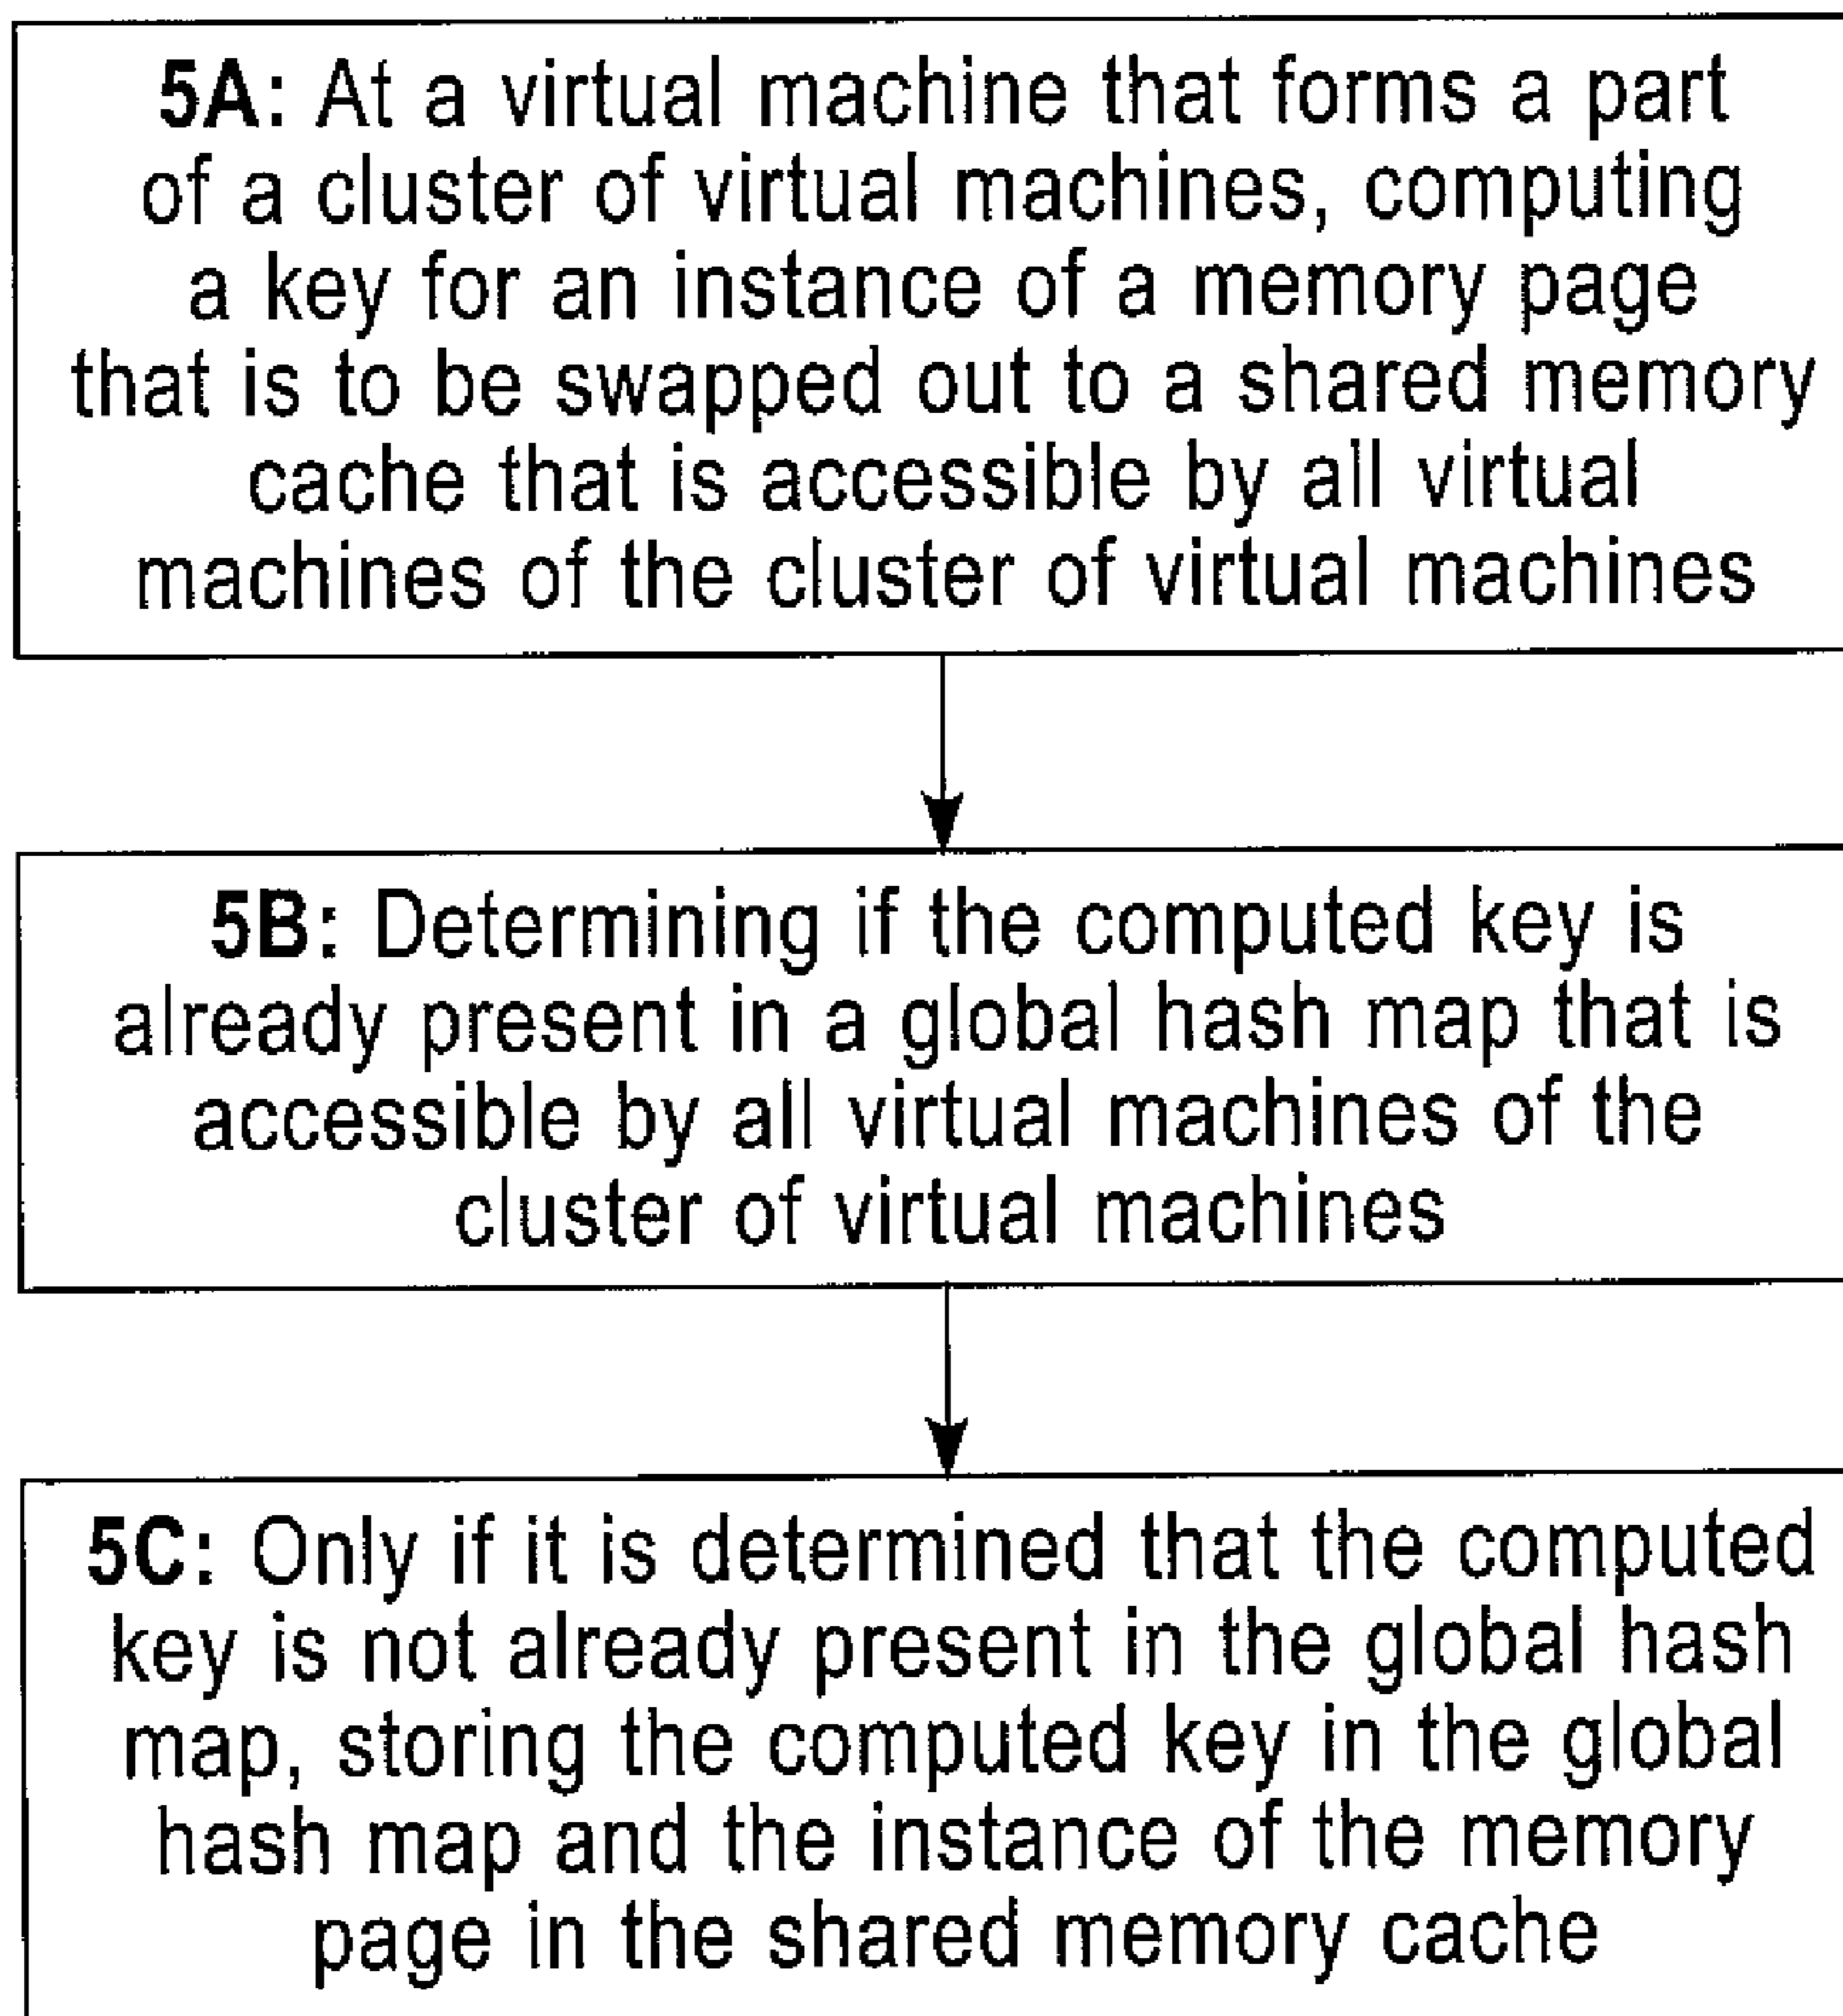 5A: At a virtual machine that forms a part
of a cluster of virtual machines, computing
a key for an instance of a memory page
that is to be swapped out to a shared memory
cache that is accessible by all virtual
machines of the cluster of virtual machines
5B: Determining if the computed key is
already present in a global hash map that is
accessible by all virtual machines of the
cluster of virtual machines
5C: Only if it is determined that the computed
key is not already present in the global hash
map, storing the computed key in the global
hash map and the instance of the memory
page in the shared memory cache